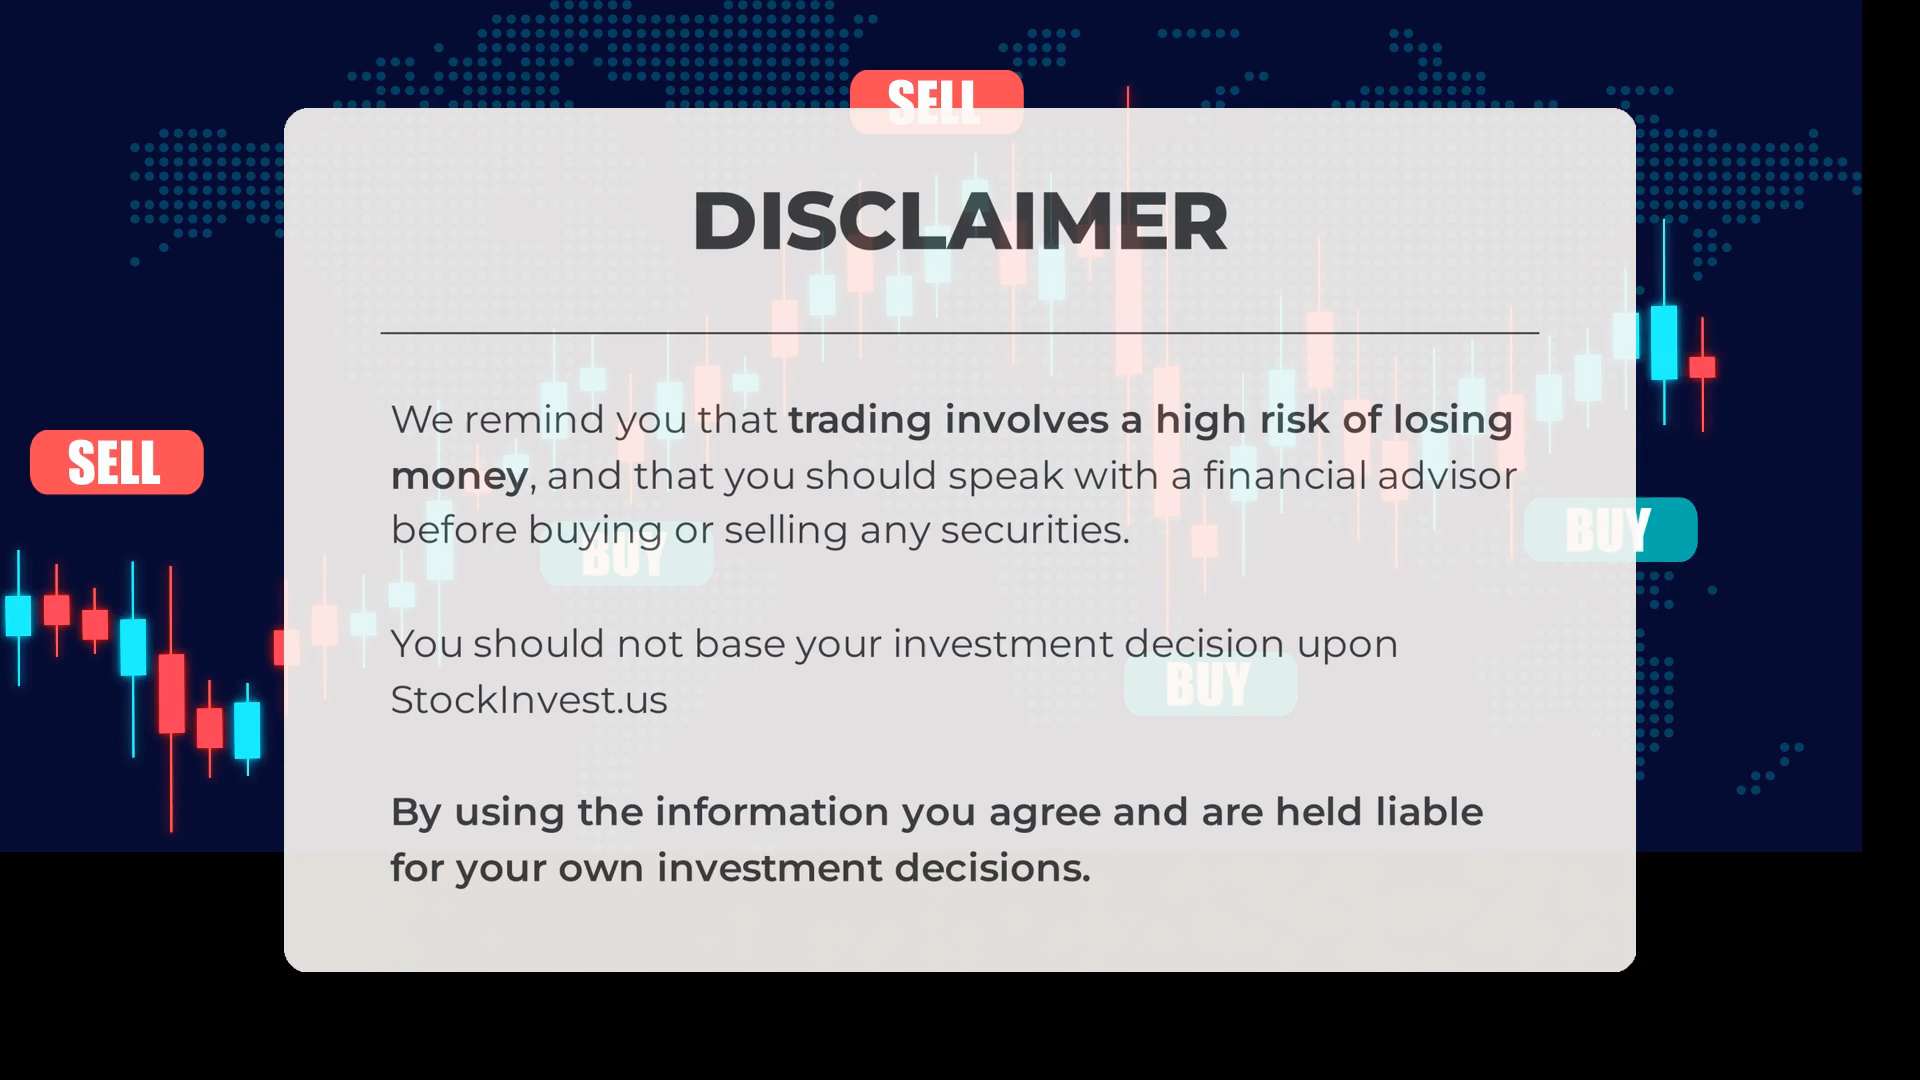 SELL
DISCLAIMER
We remind you that trading involves a high risk of losing
money, and that you should speak with a financial advisor
before buying or selling any securities.
SELL
BUY
BUY
You should not base your investment decision upon
StockInvest.us
BUY
By using the information you agree and are held liable
for your own investment decisions.